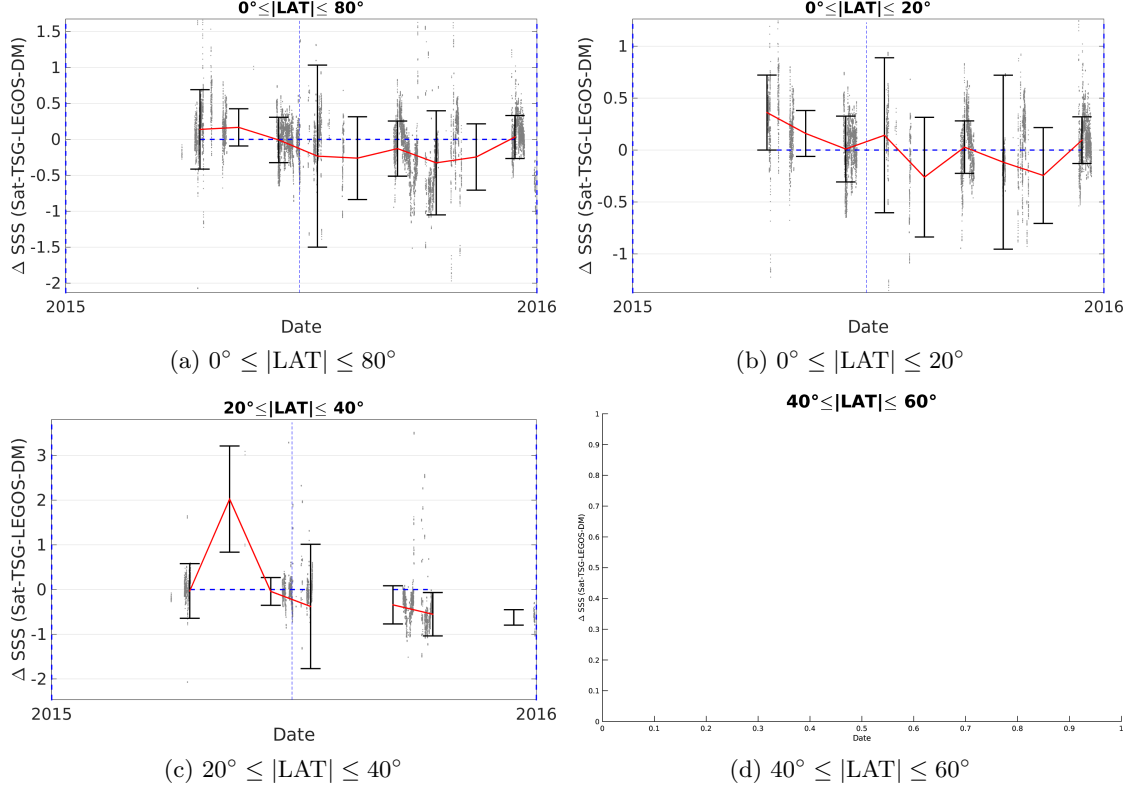 0°≤|LAT|≤ 80°
Δ SSS (Sat-TSG-LEGOS-DM)
1.5
1
0.5
0
-0.5
-1
-1.5
-2
2015
2016
Date
(a) 0° ≤ |LAT| ≤ 80°
0°≤|LAT|≤ 20°
Δ SSS (Sat-TSG-LEGOS-DM)
1
0.5
0
-0.5
-1
2015
2016
Date
(b) 0° ≤ |LAT| ≤ 20°
20°≤|LAT|≤ 40°
Δ SSS (Sat-TSG-LEGOS-DM)
3
2
1
0
-1
-2
2015
2016
Date
(c) 20° ≤ |LAT| ≤ 40°
40°≤|LAT|≤ 60°
Δ SSS (Sat-TSG-LEGOS-DM)
1
0.9
0.8
0.7
0.6
0.5
0.4
0.3
0.2
0.1
0
0 0.1 0.2 0.3 0.4 0.5 0.6 0.7 0.8 0.9 1
Date
(d) 40° ≤ |LAT| ≤ 60°